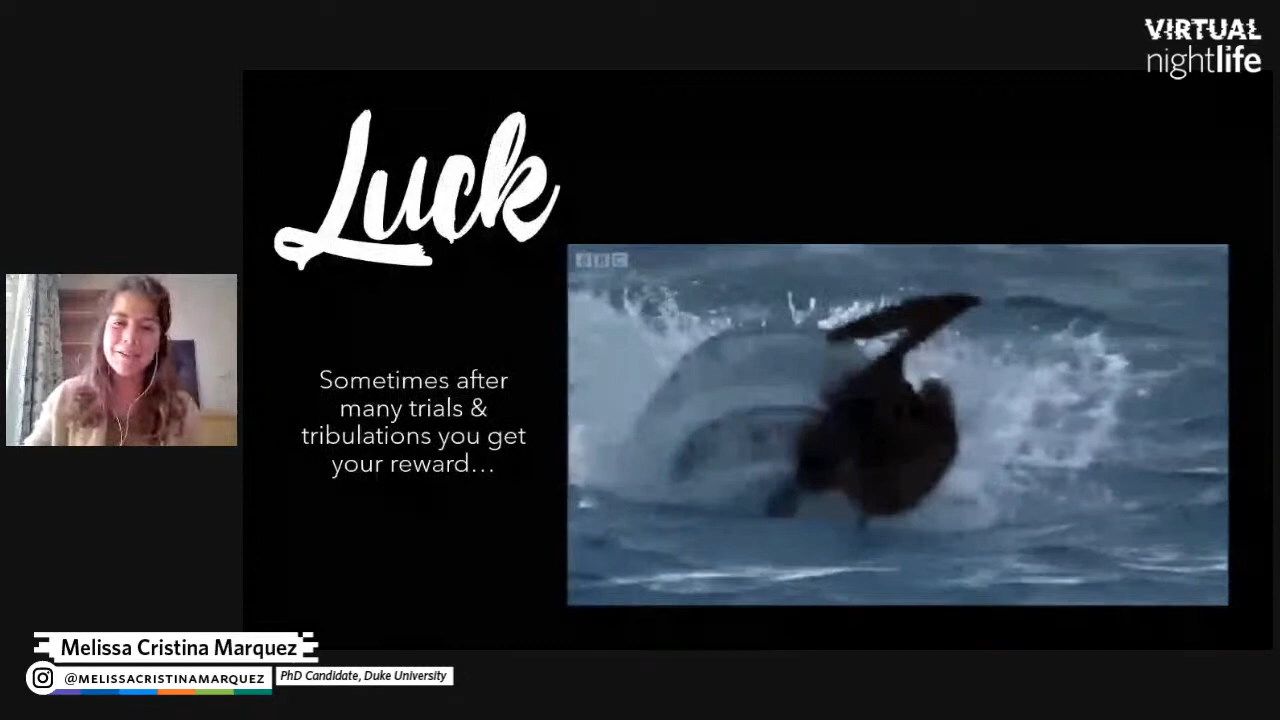 VIRTUAL
nightlife
Luck
BBC
Sometimes after
many trials &
tribulations you get
your reward...
Melissa Cristina Marquez
@MELISSACRISTINAMARQUEZ
PhD Candidate, Duke University